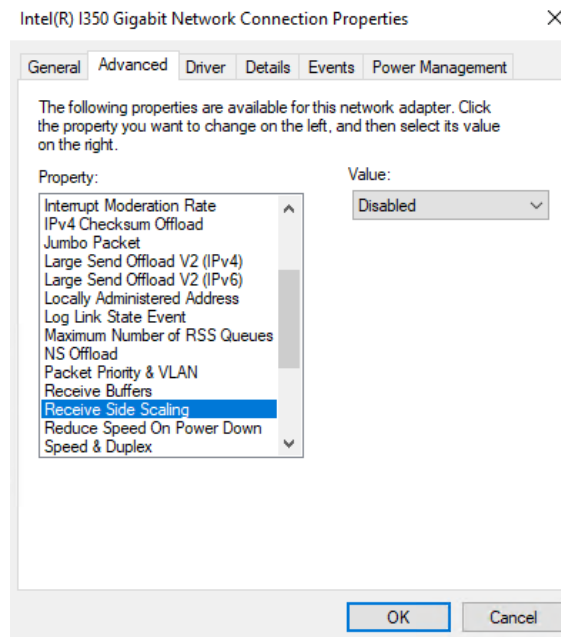 Intel(R) I350 Gigabit Network Connection Properties
General Advanced Driver Details Events Power Management
The following properties are available for this network adapter. Click
the property you want to change on the left, and then select its value
on the right.
Property:
Value:
Interrupt Moderation Rate
IPv4 Checksum Offload
Jumbo Packet
Large Send Offload V2 (IPv4)
Large Send Offload V2 (IPv6)
Locally Administered Address
Log Link State Event
Maximum Number of RSS Queues
NS Offload
Packet Priority & VLAN
Receive Buffers
Receive Side Scaling
Reduce Speed On Power Down
Speed & Duplex
Disabled
OK
Cancel